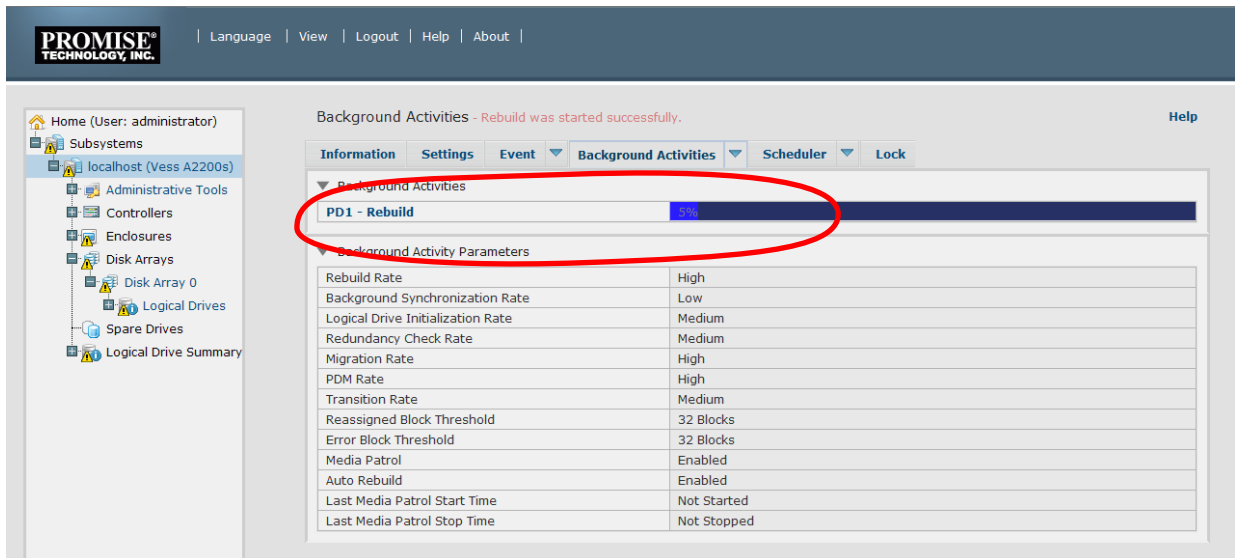 PROMISE®
TECHNOLOGY, INC.
| Language | View | Logout | Help | About |
Home (User: administrator)
Subsystems
localhost (Vess A2200s)
Administrative Tools
Controllers
Enclosures
Disk Arrays
Disk Array 0
Logical Drives
Spare Drives
Logical Drive Summary
Background Activities - Rebuild was started successfully.
Help
Information Settings Event Background Activities Scheduler Lock
Background Activities
PD1 - Rebuild 5%
Background Activity Parameters
Rebuild Rate High
Background Synchronization Rate Low
Logical Drive Initialization Rate Medium
Redundancy Check Rate Medium
Migration Rate High
PDM Rate High
Transition Rate Medium
Reassigned Block Threshold 32 Blocks
Error Block Threshold 32 Blocks
Media Patrol Enabled
Auto Rebuild Enabled
Last Media Patrol Start Time Not Started
Last Media Patrol Stop Time Not Stopped